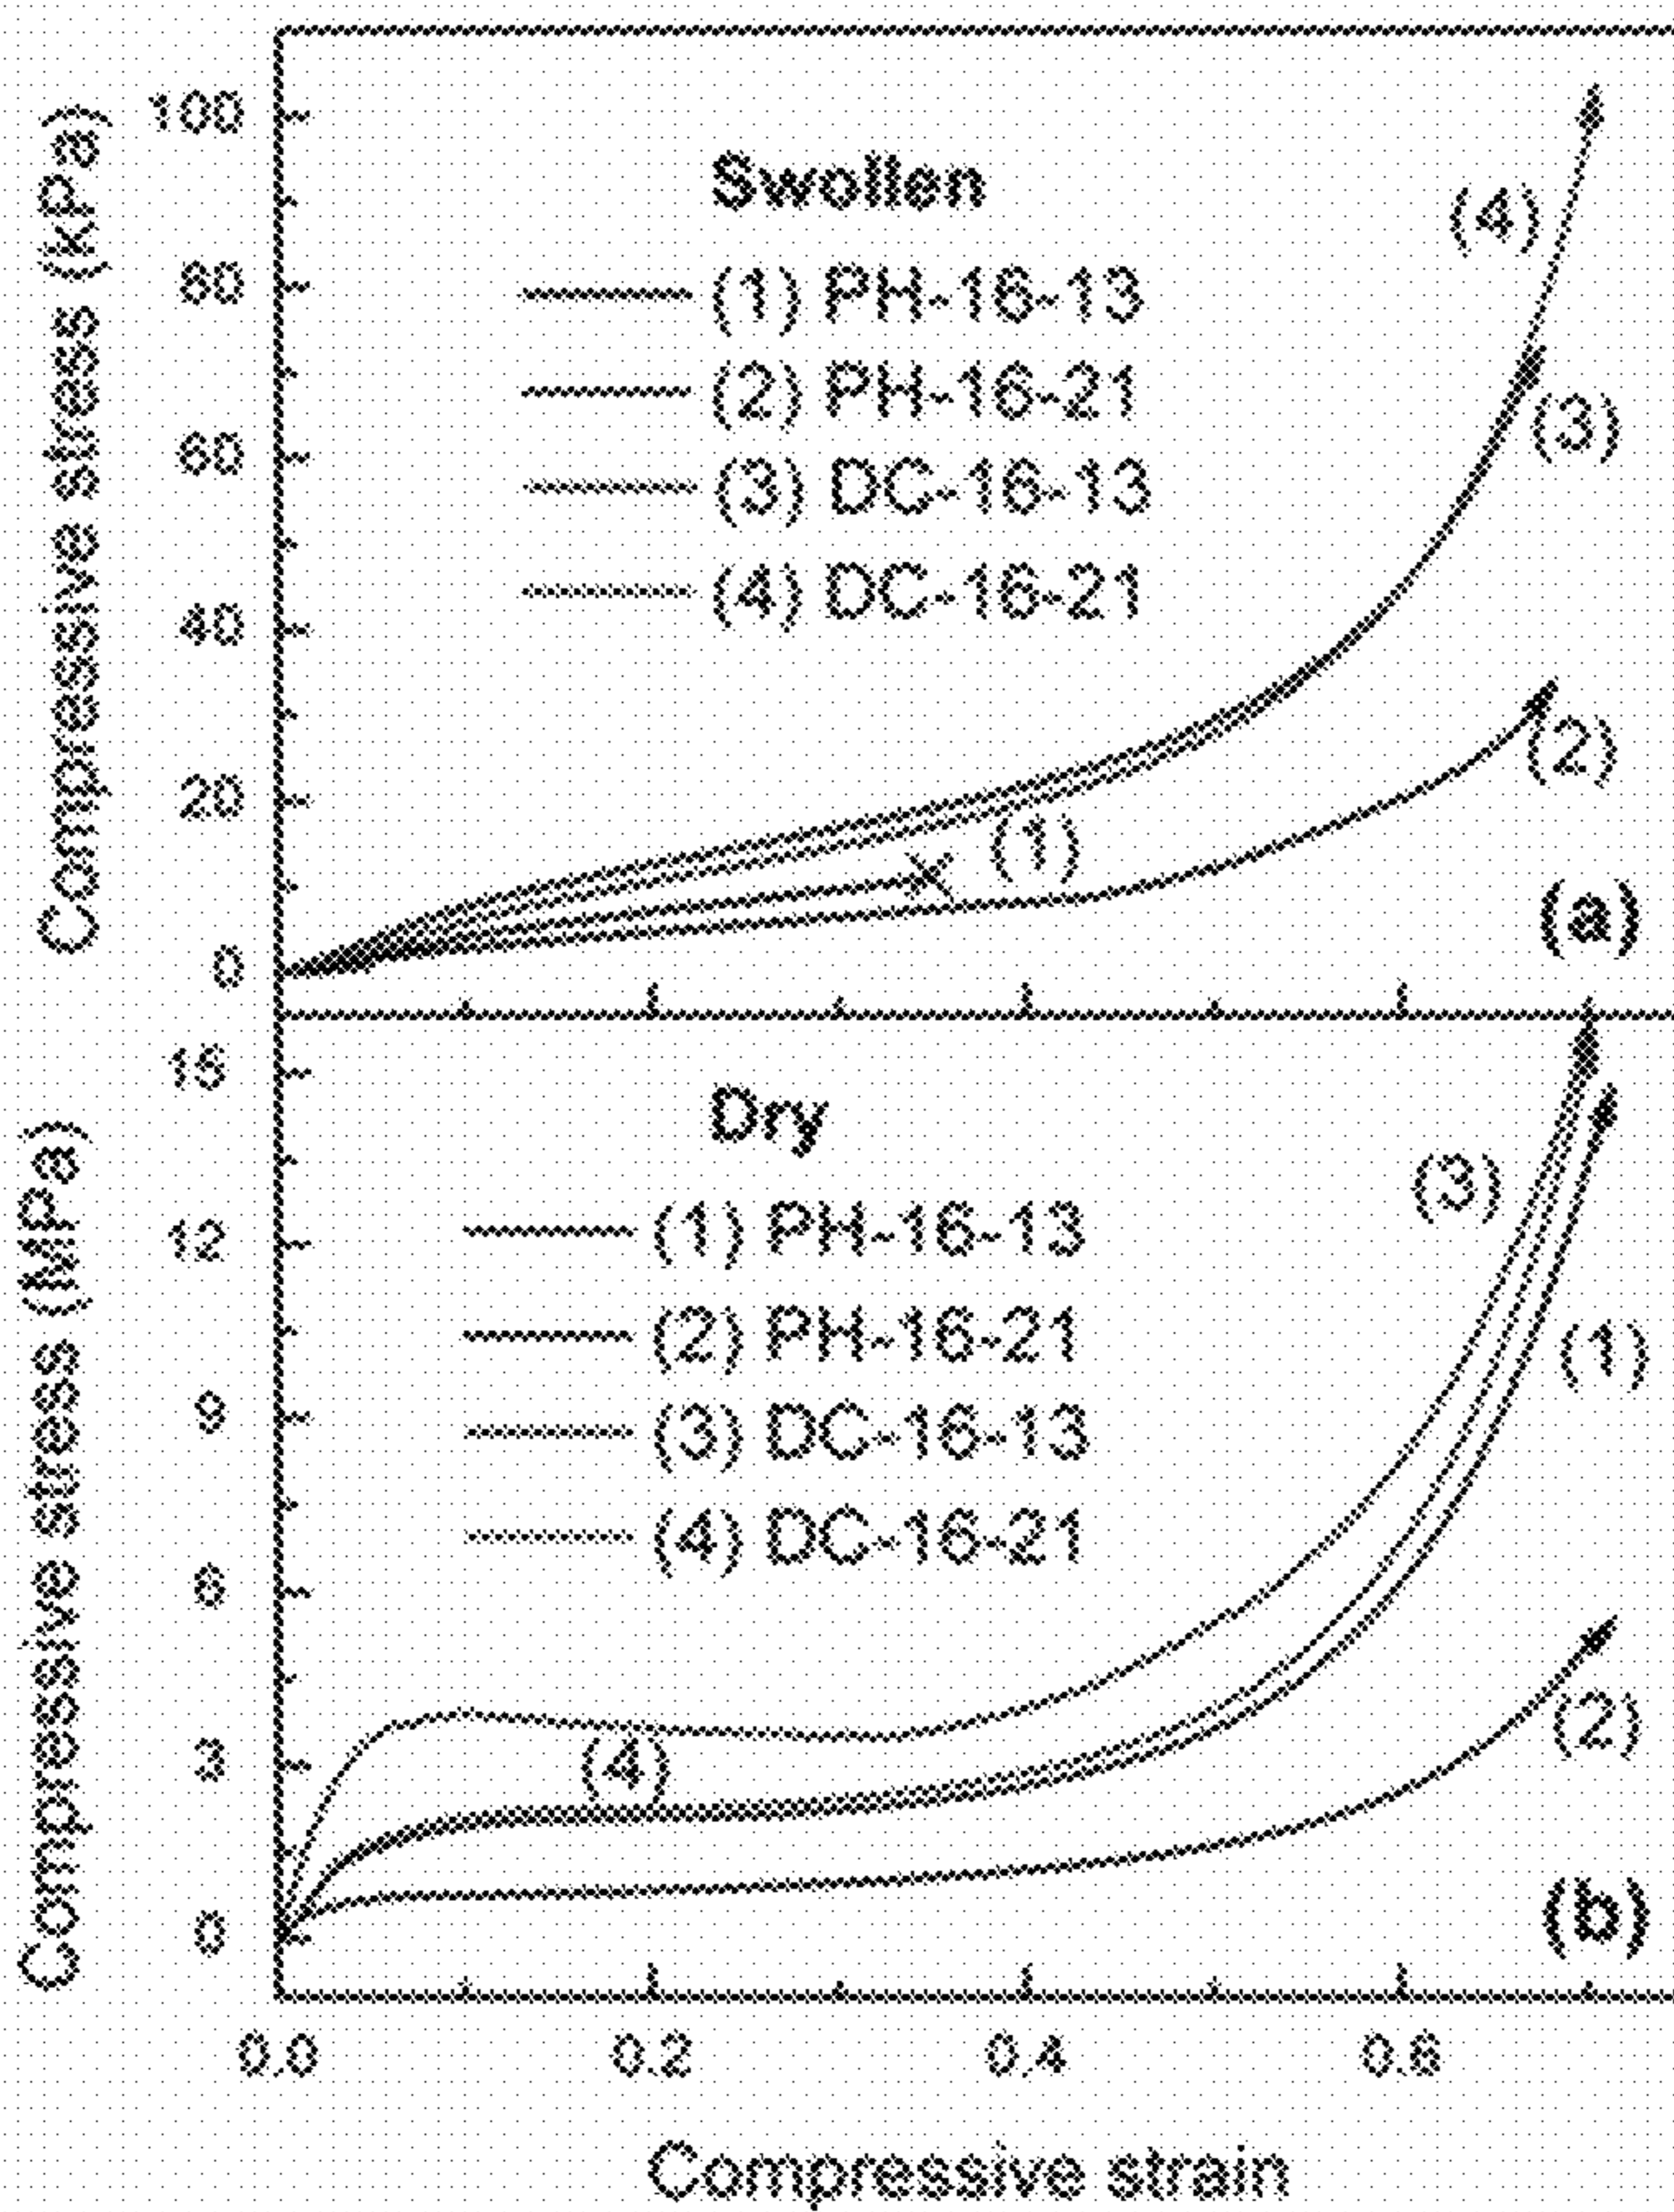 Compressive stress (kPa)
100
80
60
40
20
0
Swollen
(1) PH-16-13
(2) PH-16-21
(3) DC-16-13
(4) DC-16-21
(4)
(3)
(2)
(1)
(a)
Compressive stress (MPa)
15
12
9
6
3
0
Dry
(1) PH-16-13
(2) PH-16-21
(3) DC-16-13
(4) DC-16-21
(3)
(1)
(2)
(4)
(b)
0.0 0.2 0.4 0.6
Compressive strain